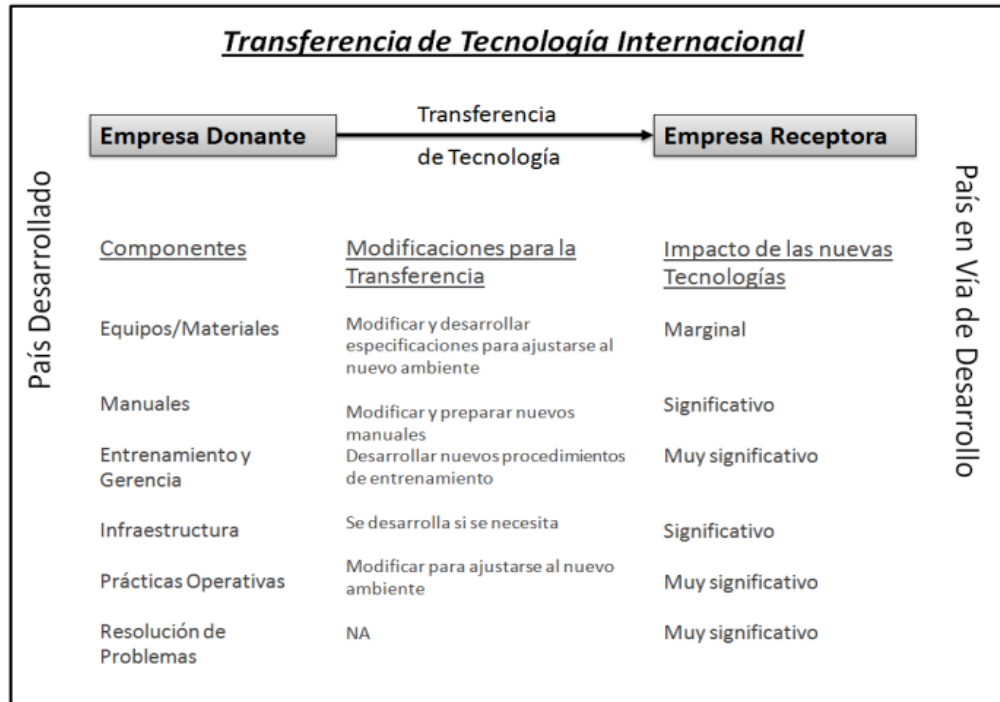 Transferencia de Tecnología Internacional
Empresa Donante
Transferencia
de Tecnología
Empresa Receptora
País Desarrollado
País en Vía de Desarrollo
Componentes
Modificaciones para la
Transferencia
Impacto de las nuevas
Tecnologías
Equipos/Materiales
Modificar y desarrollar
especificaciones para ajustarse al
nuevo ambiente
Marginal
Manuales
Modificar y preparar nuevos
manuales
Significativo
Entrenamiento y
Gerencia
Desarrollar nuevos procedimientos
de entrenamiento
Muy significativo
Infraestructura
Se desarrolla si se necesita
Significativo
Prácticas Operativas
Modificar para ajustarse al nuevo
ambiente
Muy significativo
Resolución de
Problemas
NA
Muy significativo